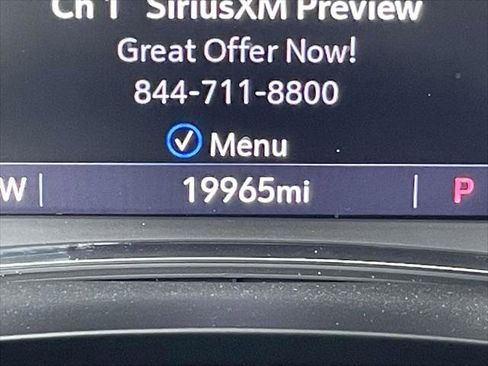 Ch 1 SiriusXM Preview
Great Offer Now!
844-711-8800
✓ Menu
W | 19965mi | P